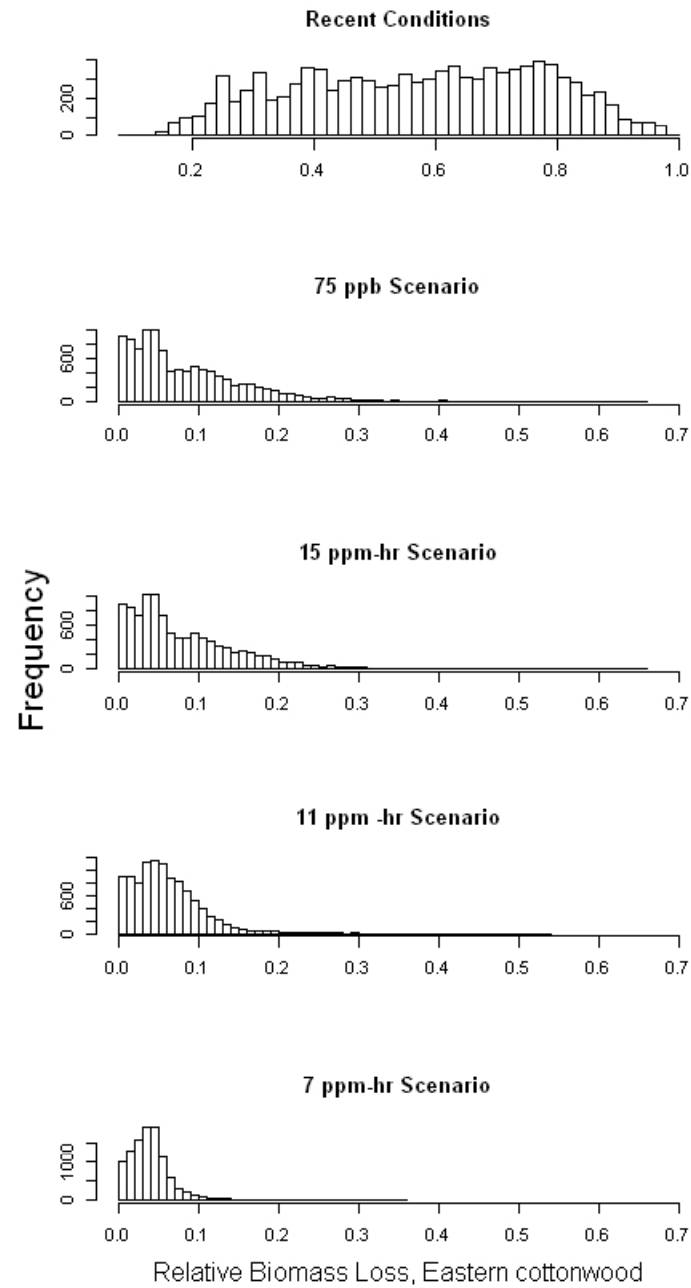 Recent Conditions
200
0
0.2 0.4 0.6 0.8 1.0
75 ppb Scenario
600
0
0.0 0.1 0.2 0.3 0.4 0.5 0.6 0.7
15 ppm-hr Scenario
600
0
0.0 0.1 0.2 0.3 0.4 0.5 0.6 0.7
Frequency
11 ppm -hr Scenario
600
0
0.0 0.1 0.2 0.3 0.4 0.5 0.6 0.7
7 ppm-hr Scenario
1000
0
0.0 0.1 0.2 0.3 0.4 0.5 0.6 0.7
Relative Biomass Loss, Eastern cottonwood